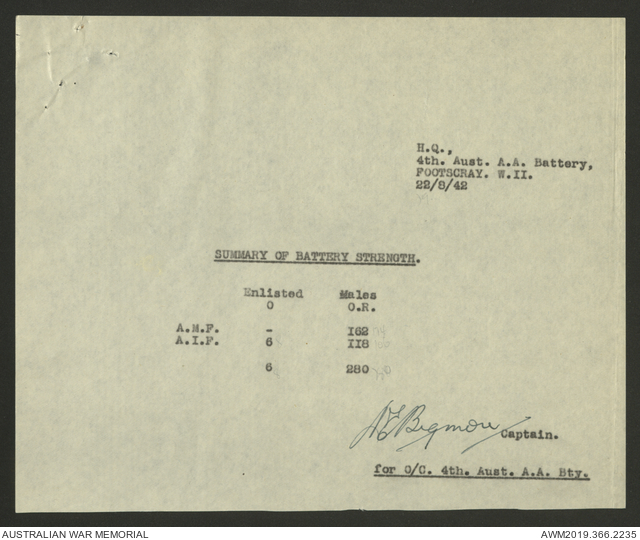 H.Q.,
4th. Aust. A.A. Battery,
FOOTSCRAY. W.II.
22/8/42
SUMMARY OF BATTERY STRENGTH.
Enlisted Males
O O.R.
A.M.F. - I62
A.I.F. 6 II8
6 280
Bigmore Captain.
for O/C. 4th. Aust. A.A. Bty.
AUSTRALIAN WAR MEMORIAL AWM2019.366.2235